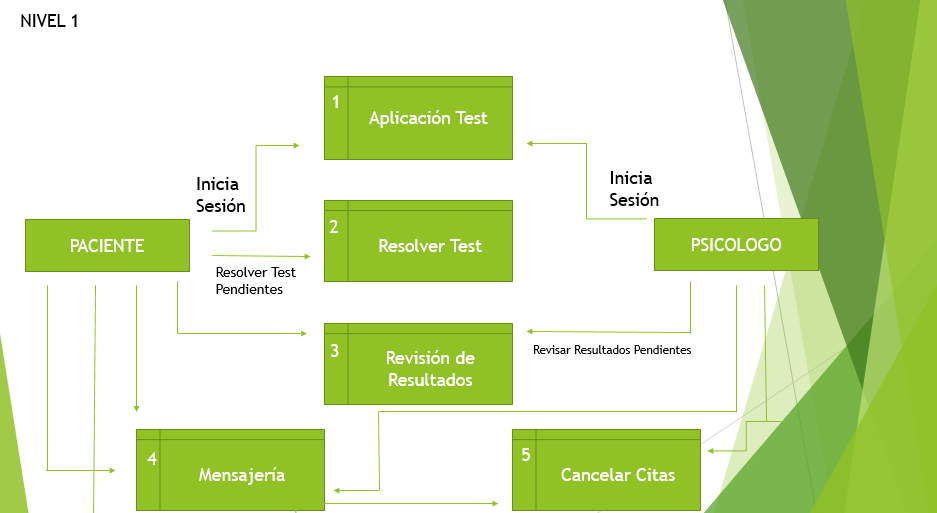 NIVEL 1
1
Aplicación Test
Inicia
Sesión
Inicia
Sesión
2
Resolver Test
PACIENTE
PSICOLOGO
Resolver Test
Pendientes
3
Revisión de
Resultados
Revisar Resultados Pendientes
4
Mensajería
5
Cancelar Citas